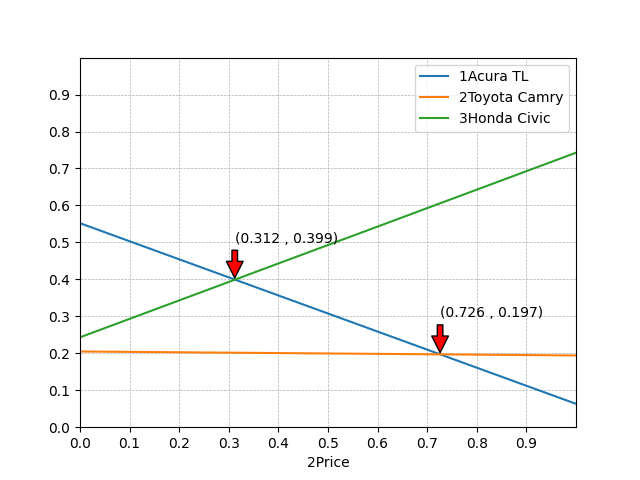 1Acura TL
2Toyota Camry
3Honda Civic
0.9
0.8
0.7
0.6
0.5
0.4
0.3
0.2
0.1
0.0
(0.312 , 0.399)
(0.726 , 0.197)
0.0 0.1 0.2 0.3 0.4 0.5 0.6 0.7 0.8 0.9
2Price